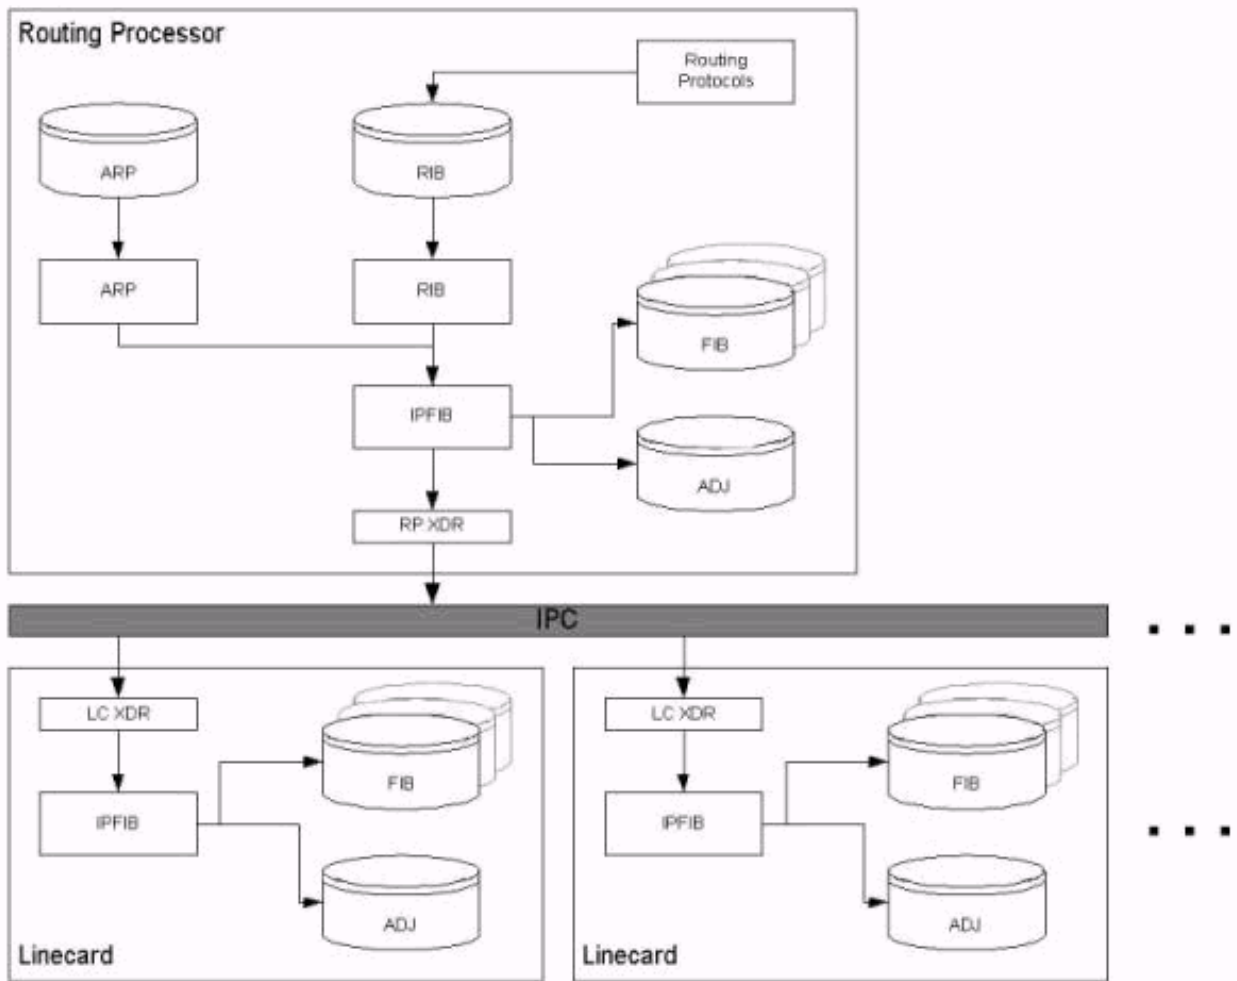 Routing Processor
Routing
Protocols
ARP
RIB
ARP
RIB
FIB
IPFIB
ADJ
RP XDR
IPC
LC XDR
FIB
IPFIB
ADJ
Linecard
LC XDR
FIB
IPFIB
ADJ
Linecard